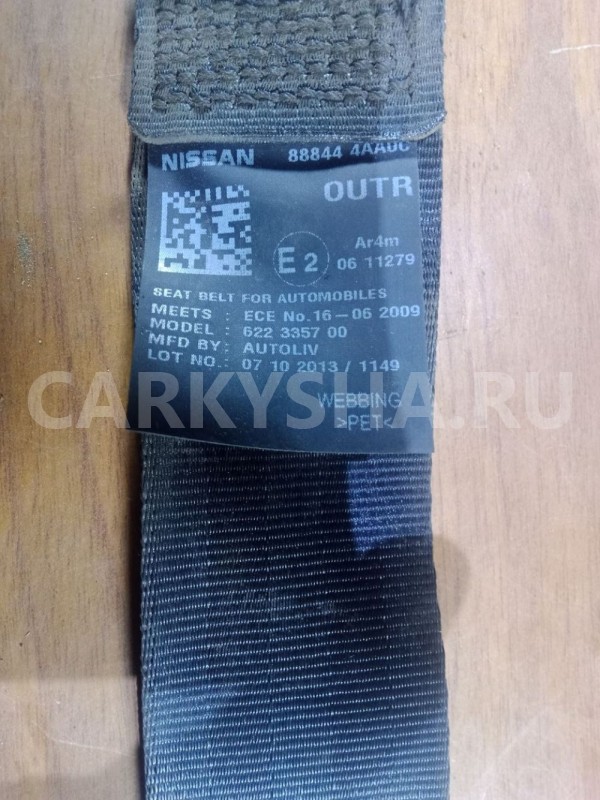 NISSAN 88844 4AA0C
OUTR
E2 Ar4m
06 11279
SEAT BELT FOR AUTOMOBILES
MEETS : ECE No.16-06 2009
MODEL : 622 3357 00
MFD BY: AUTOLIV
LOT NO.: 07 10 2013 / 1149
CARKYSHA.RU
WEBBING
>PET<